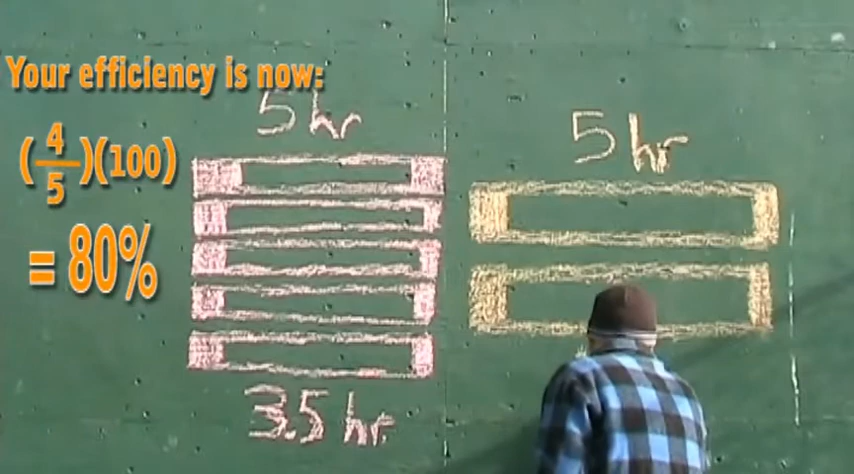 Your efficiency is now:
(4/5)(100)
= 80%
5 hr
3.5 hr.
5 hr